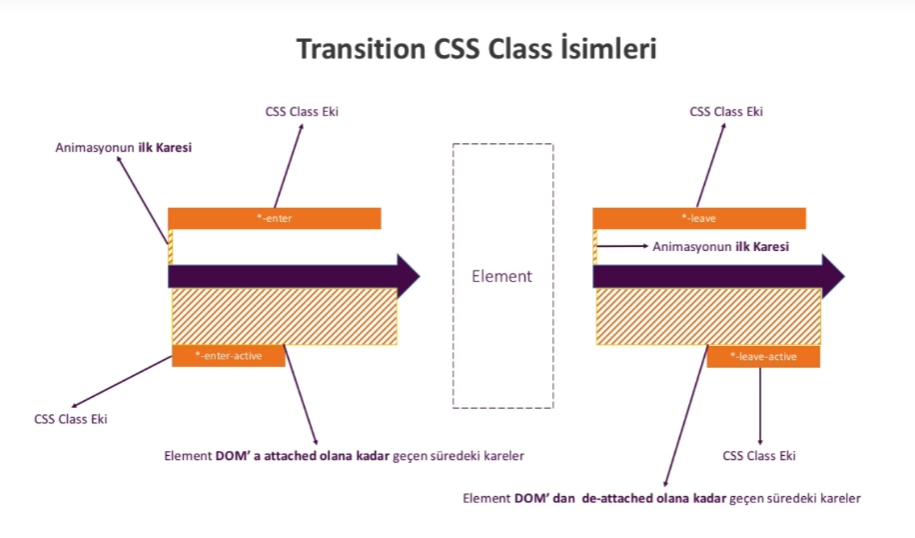 Transition CSS Class İsimleri
CSS Class Eki
CSS Class Eki
Animasyonun ilk Karesi
*-enter
*-leave
Animasyonun ilk Karesi
Element
*-enter-active
*-leave-active
CSS Class Eki
Element DOM' a attached olana kadar geçen süredeki kareler
CSS Class Eki
Element DOM' dan de-attached olana kadar geçen süredeki kareler